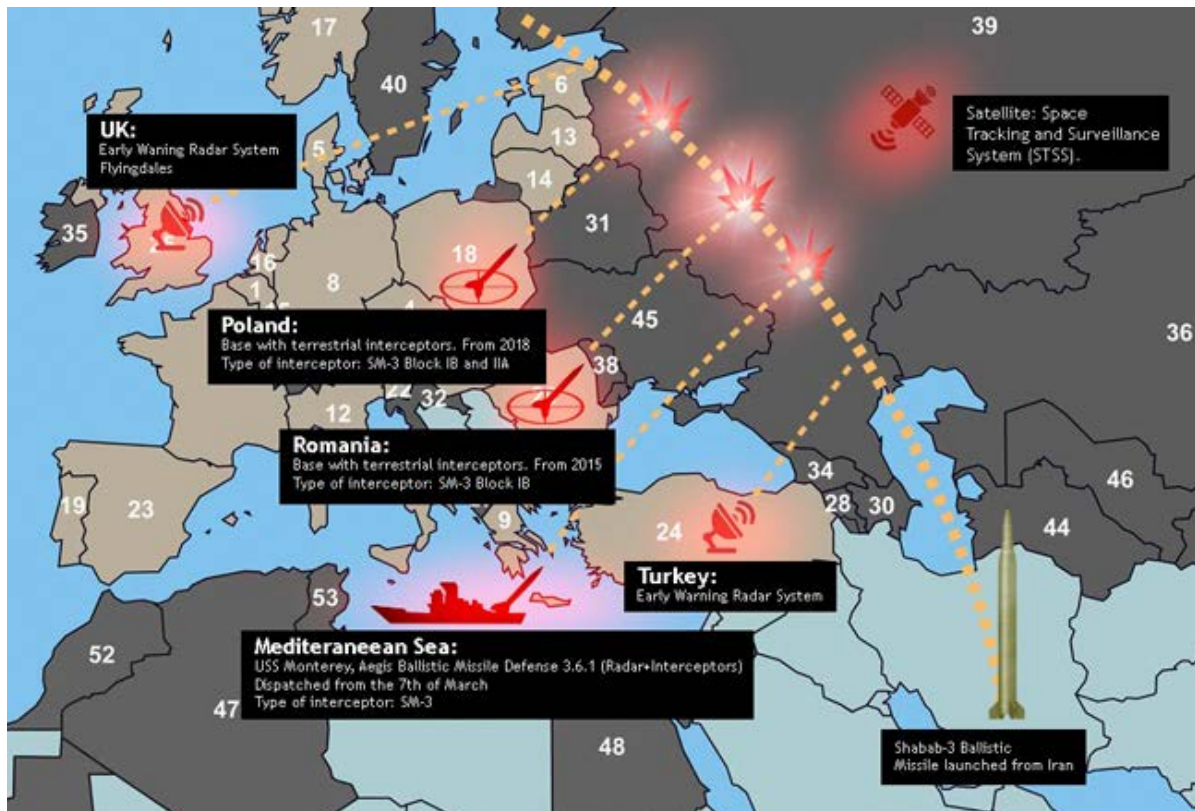 17
39
40
6
UK:
Early Waning Radar System
Flyingdales
5
13
14
Satellite: Space
Tracking and Surveillance
System (STSS).
35
31
16
18
8
1
45
Poland:
Base with terrestrial interceptors. From 2018
Type of interceptor: SM-3 Block IB and IIA
36
38
22
32
12
Romania:
Base with terrestrial interceptors. From 2015
Type of interceptor: SM-3 Block IB
34
46
19
23
9
24
28
30
44
Turkey:
Early Warning Radar System
53
52
Mediteraneean Sea:
USS Monterey, Aegis Ballistic Missile Defense 3.6.1 (Radar+Interceptors)
Dispatched from the 7th of March
Type of interceptor: SM-3
47
48
Shabab-3 Ballistic
Missile launched from Iran